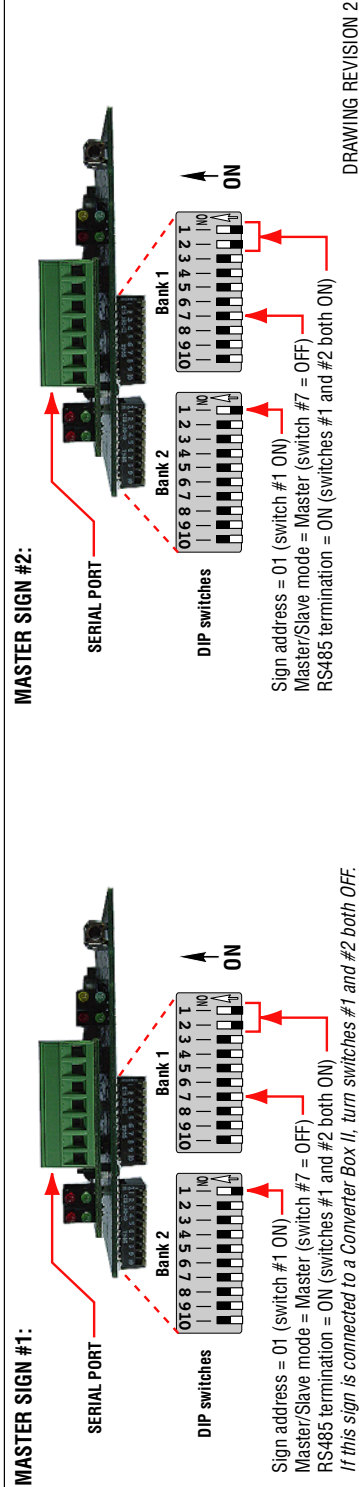 MASTER SIGN #1:
SERIAL PORT
Bank 2
Bank 1
10 9 8 7 6 5 4 3 2 1
10 9 8 7 6 5 4 3 2 1
ON
ON
DIP switches
Sign address = 01 (switch #1 ON)
Master/Slave mode = Master (switch #7 = OFF)
RS485 termination = ON (switches #1 and #2 both ON)
If this sign is connected to a Converter Box II, turn switches #1 and #2 both OFF.
MASTER SIGN #2:
SERIAL PORT
Bank 2
Bank 1
10 9 8 7 6 5 4 3 2 1
10 9 8 7 6 5 4 3 2 1
ON
ON
DIP switches
Sign address = 01 (switch #1 ON)
Master/Slave mode = Master (switch #7 = OFF)
RS485 termination = ON (switches #1 and #2 both ON)
DRAWING REVISION 2